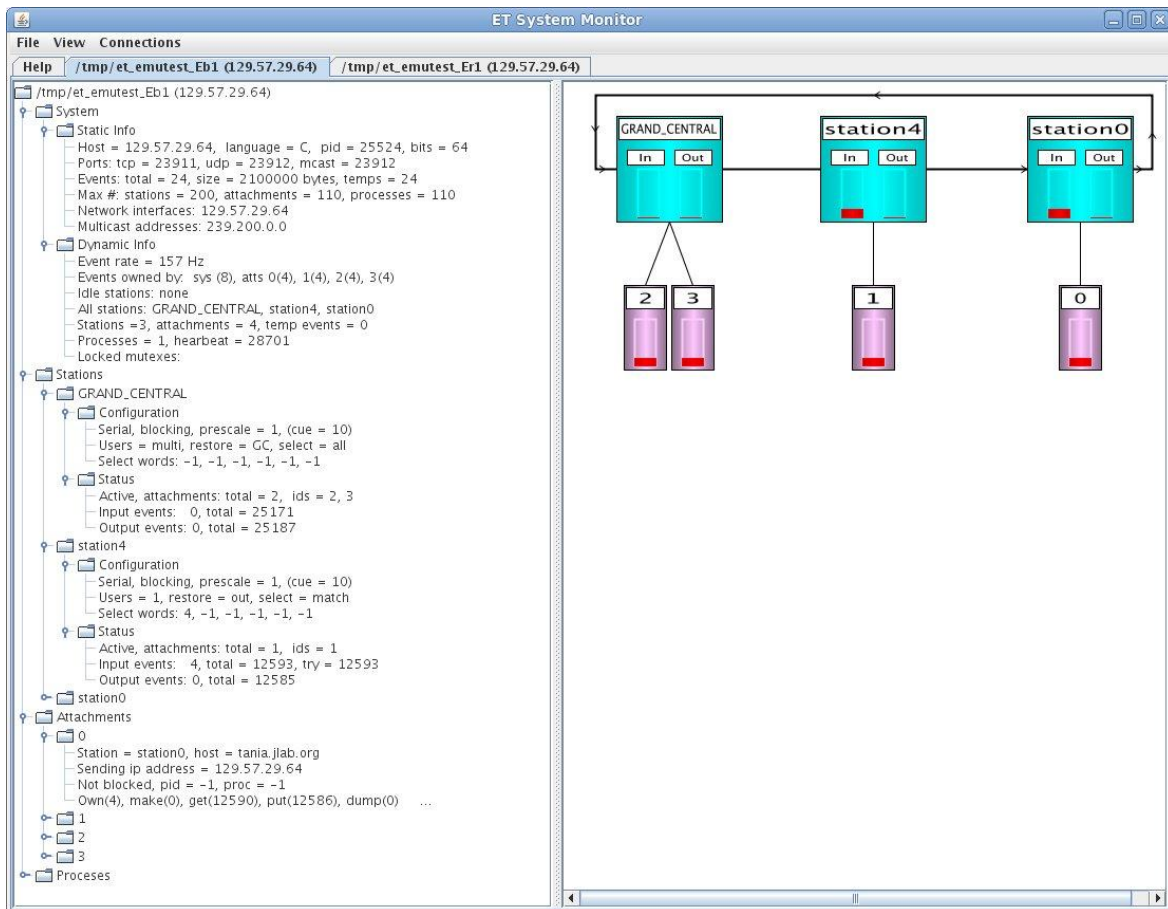 ET System Monitor
File View Connections
Help
/tmp/et_emutest_Eb1 (129.57.29.64)
/tmp/et_emutest_Er1 (129.57.29.64)
/tmp/et_emutest_Eb1 (129.57.29.64)
System
Static Info
Host = 129.57.29.64, language = C, pid = 25524, bits = 64
Ports: tcp = 23911, udp = 23912, mcast = 23912
Events: total = 24, size = 2100000 bytes, temps = 24
Max #: stations = 200, attachments = 110, processes = 110
Network interfaces: 129.57.29.64
Multicast addresses: 239.200.0.0
Dynamic Info
Event rate = 157 Hz
Events owned by: sys (8), atts 0(4), 1(4), 2(4), 3(4)
Idle stations: none
All stations: GRAND_CENTRAL, station4, station0
Stations =3, attachments = 4, temp events = 0
Processes = 1, hearbeat = 28701
Locked mutexes:
Stations
GRAND_CENTRAL
Configuration
Serial, blocking, prescale = 1, (cue = 10)
Users = multi, restore = GC, select = all
Select words: -1, -1, -1, -1, -1, -1
Status
Active, attachments: total = 2, ids = 2, 3
Input events: 0, total = 25171
Output events: 0, total = 25187
station4
Configuration
Serial, blocking, prescale = 1, (cue = 10)
Users = 1, restore = out, select = match
Select words: 4, -1, -1, -1, -1, -1
Status
Active, attachments: total = 1, ids = 1
Input events: 4, total = 12593, try = 12593
Output events: 0, total = 12585
station0
Attachments
0
Station = station0, host = tania.jlab.org
Sending ip address = 129.57.29.64
Not blocked, pid = -1, proc = -1
Own(4), make(0), get(12590), put(12586), dump(0) ...
1
2
3
Proceses
GRAND_CENTRAL
In Out
station4
In Out
station0
In Out
2
3
1
0